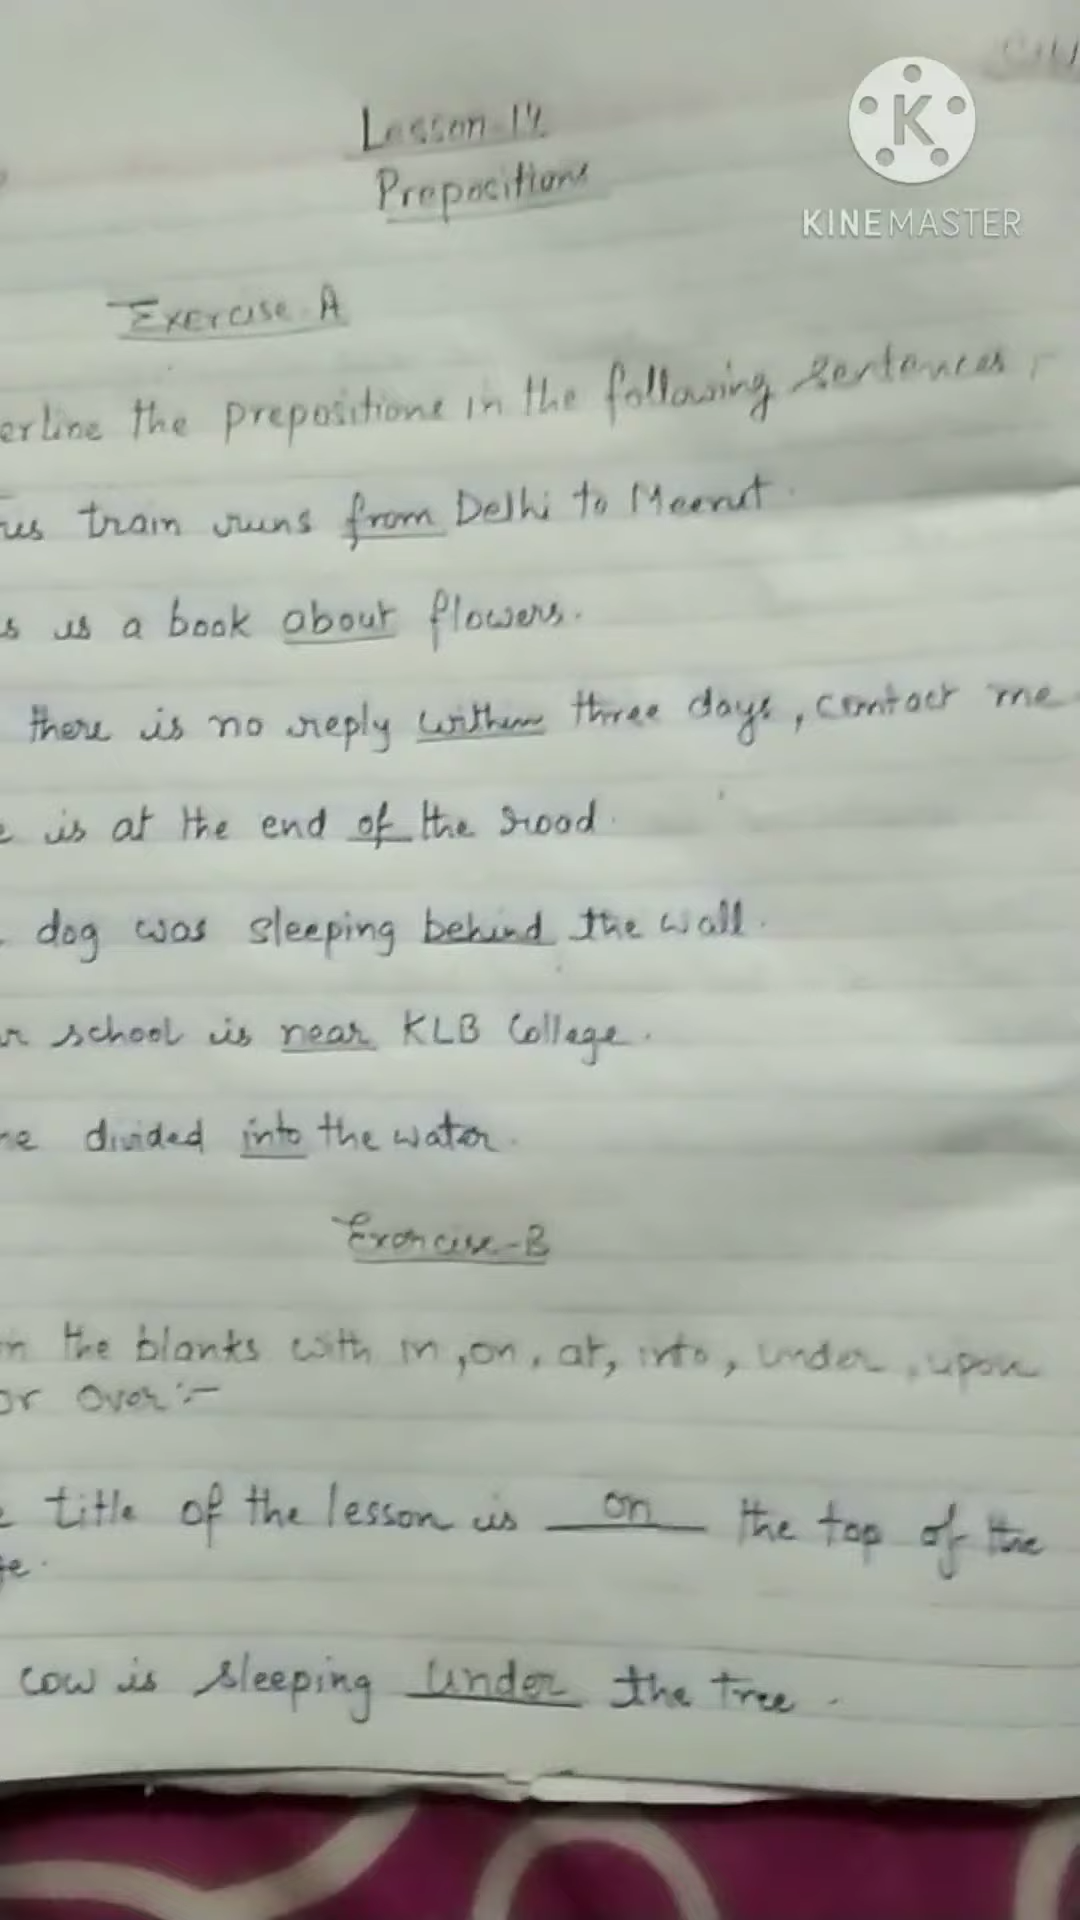 Lesson-14
KINEMASTER
Prepositions
Exercise-A
erline the prepositions in the following sentences :
train runs from Delhi to Meerut.
s is a book about flowers.
there is no reply within three days, contact me
is at the end of the road.
dog was sleeping behind the wall.
school is near KLB College.
divided into the water.
Exercise-B
the blanks with in, on, at, into, under, upon
or over :-
title of the lesson is on the top of the
cow is sleeping under the tree.